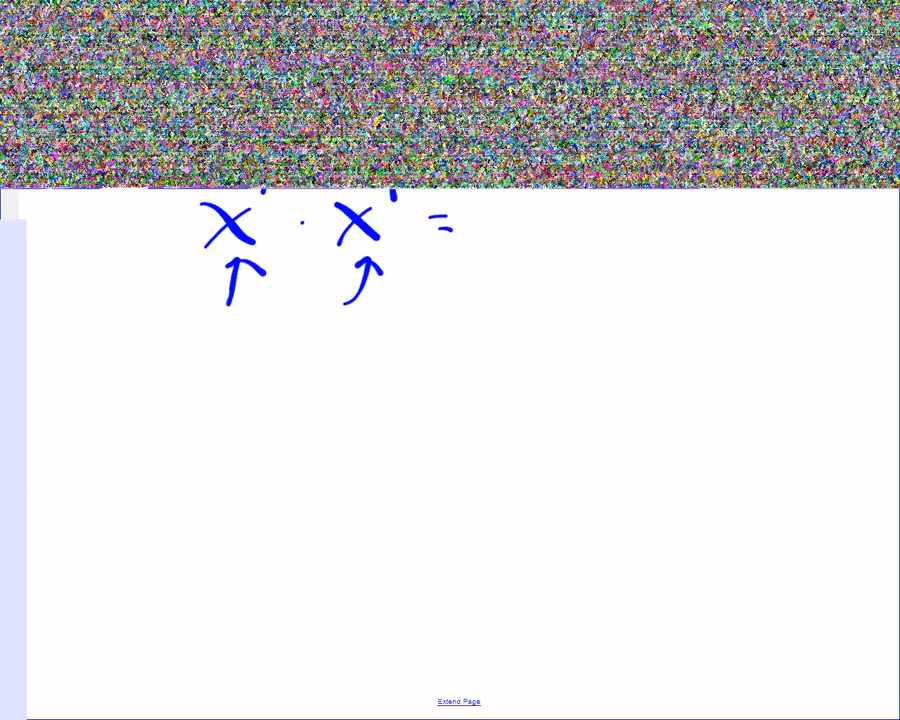 x · x =
Extend Page